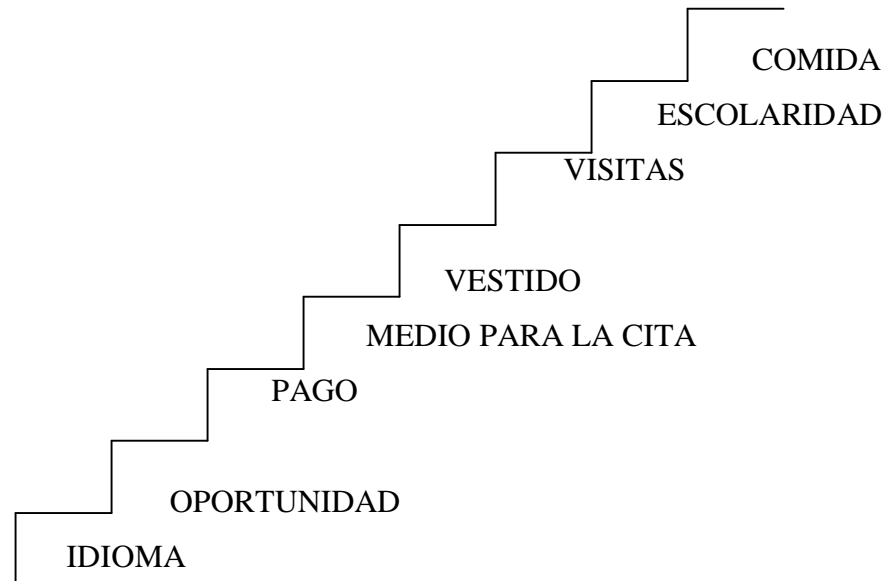 COMIDA
ESCOLARIDAD
VISITAS
VESTIDO
MEDIO PARA LA CITA
PAGO
OPORTUNIDAD
IDIOMA